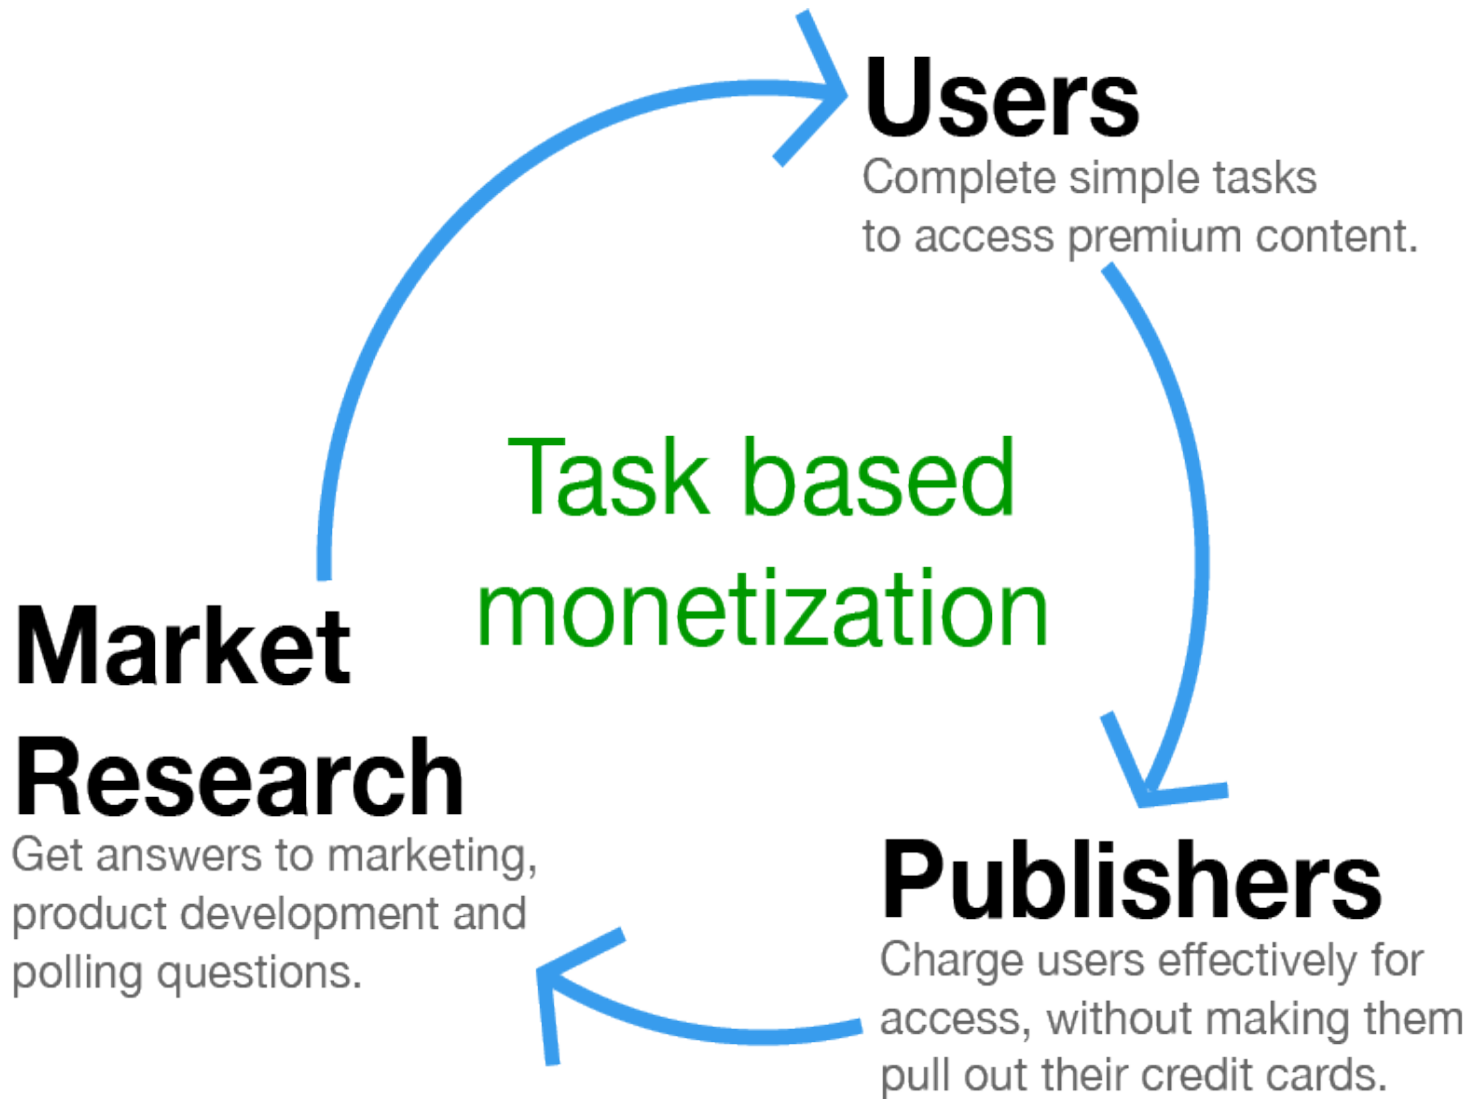 Users
Complete simple tasks
to access premium content.
Task based
monetization
Market
Research
Get answers to marketing,
product development and
polling questions.
Publishers
Charge users effectively for
access, without making them
pull out their credit cards.